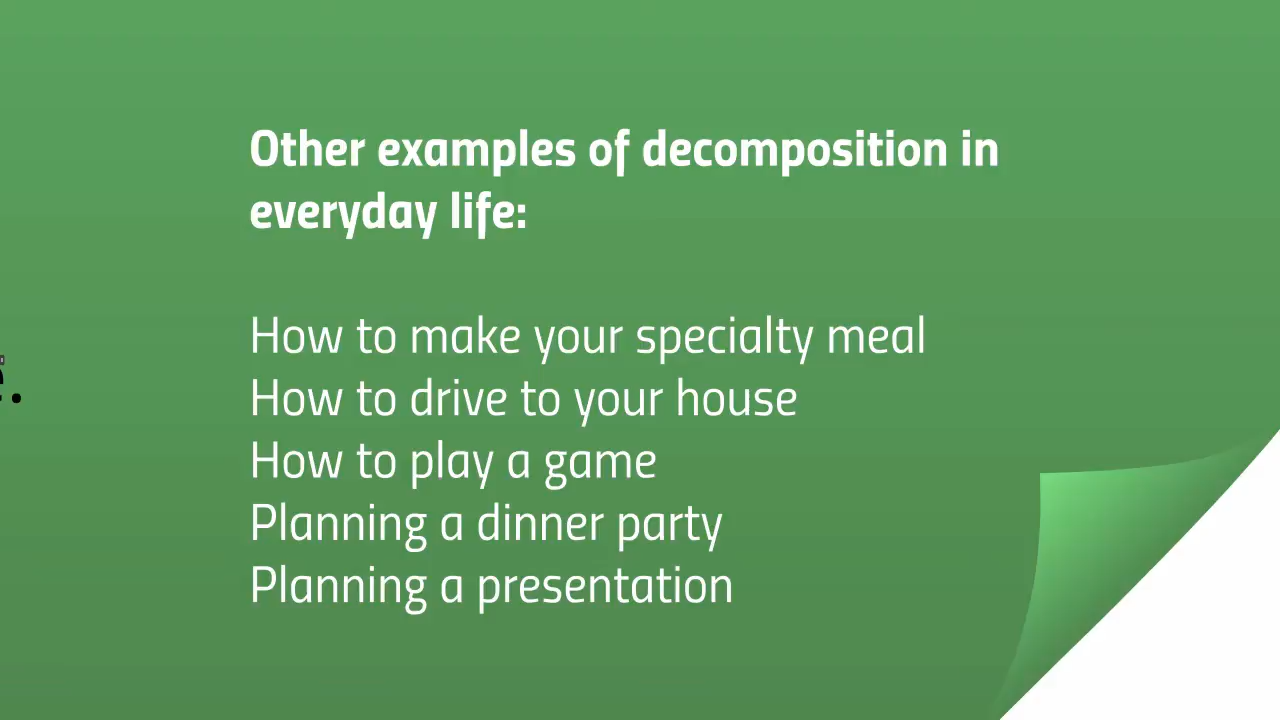 Other examples of decomposition in
everyday life:
How to make your specialty meal
How to drive to your house
How to play a game
Planning a dinner party
Planning a presentation